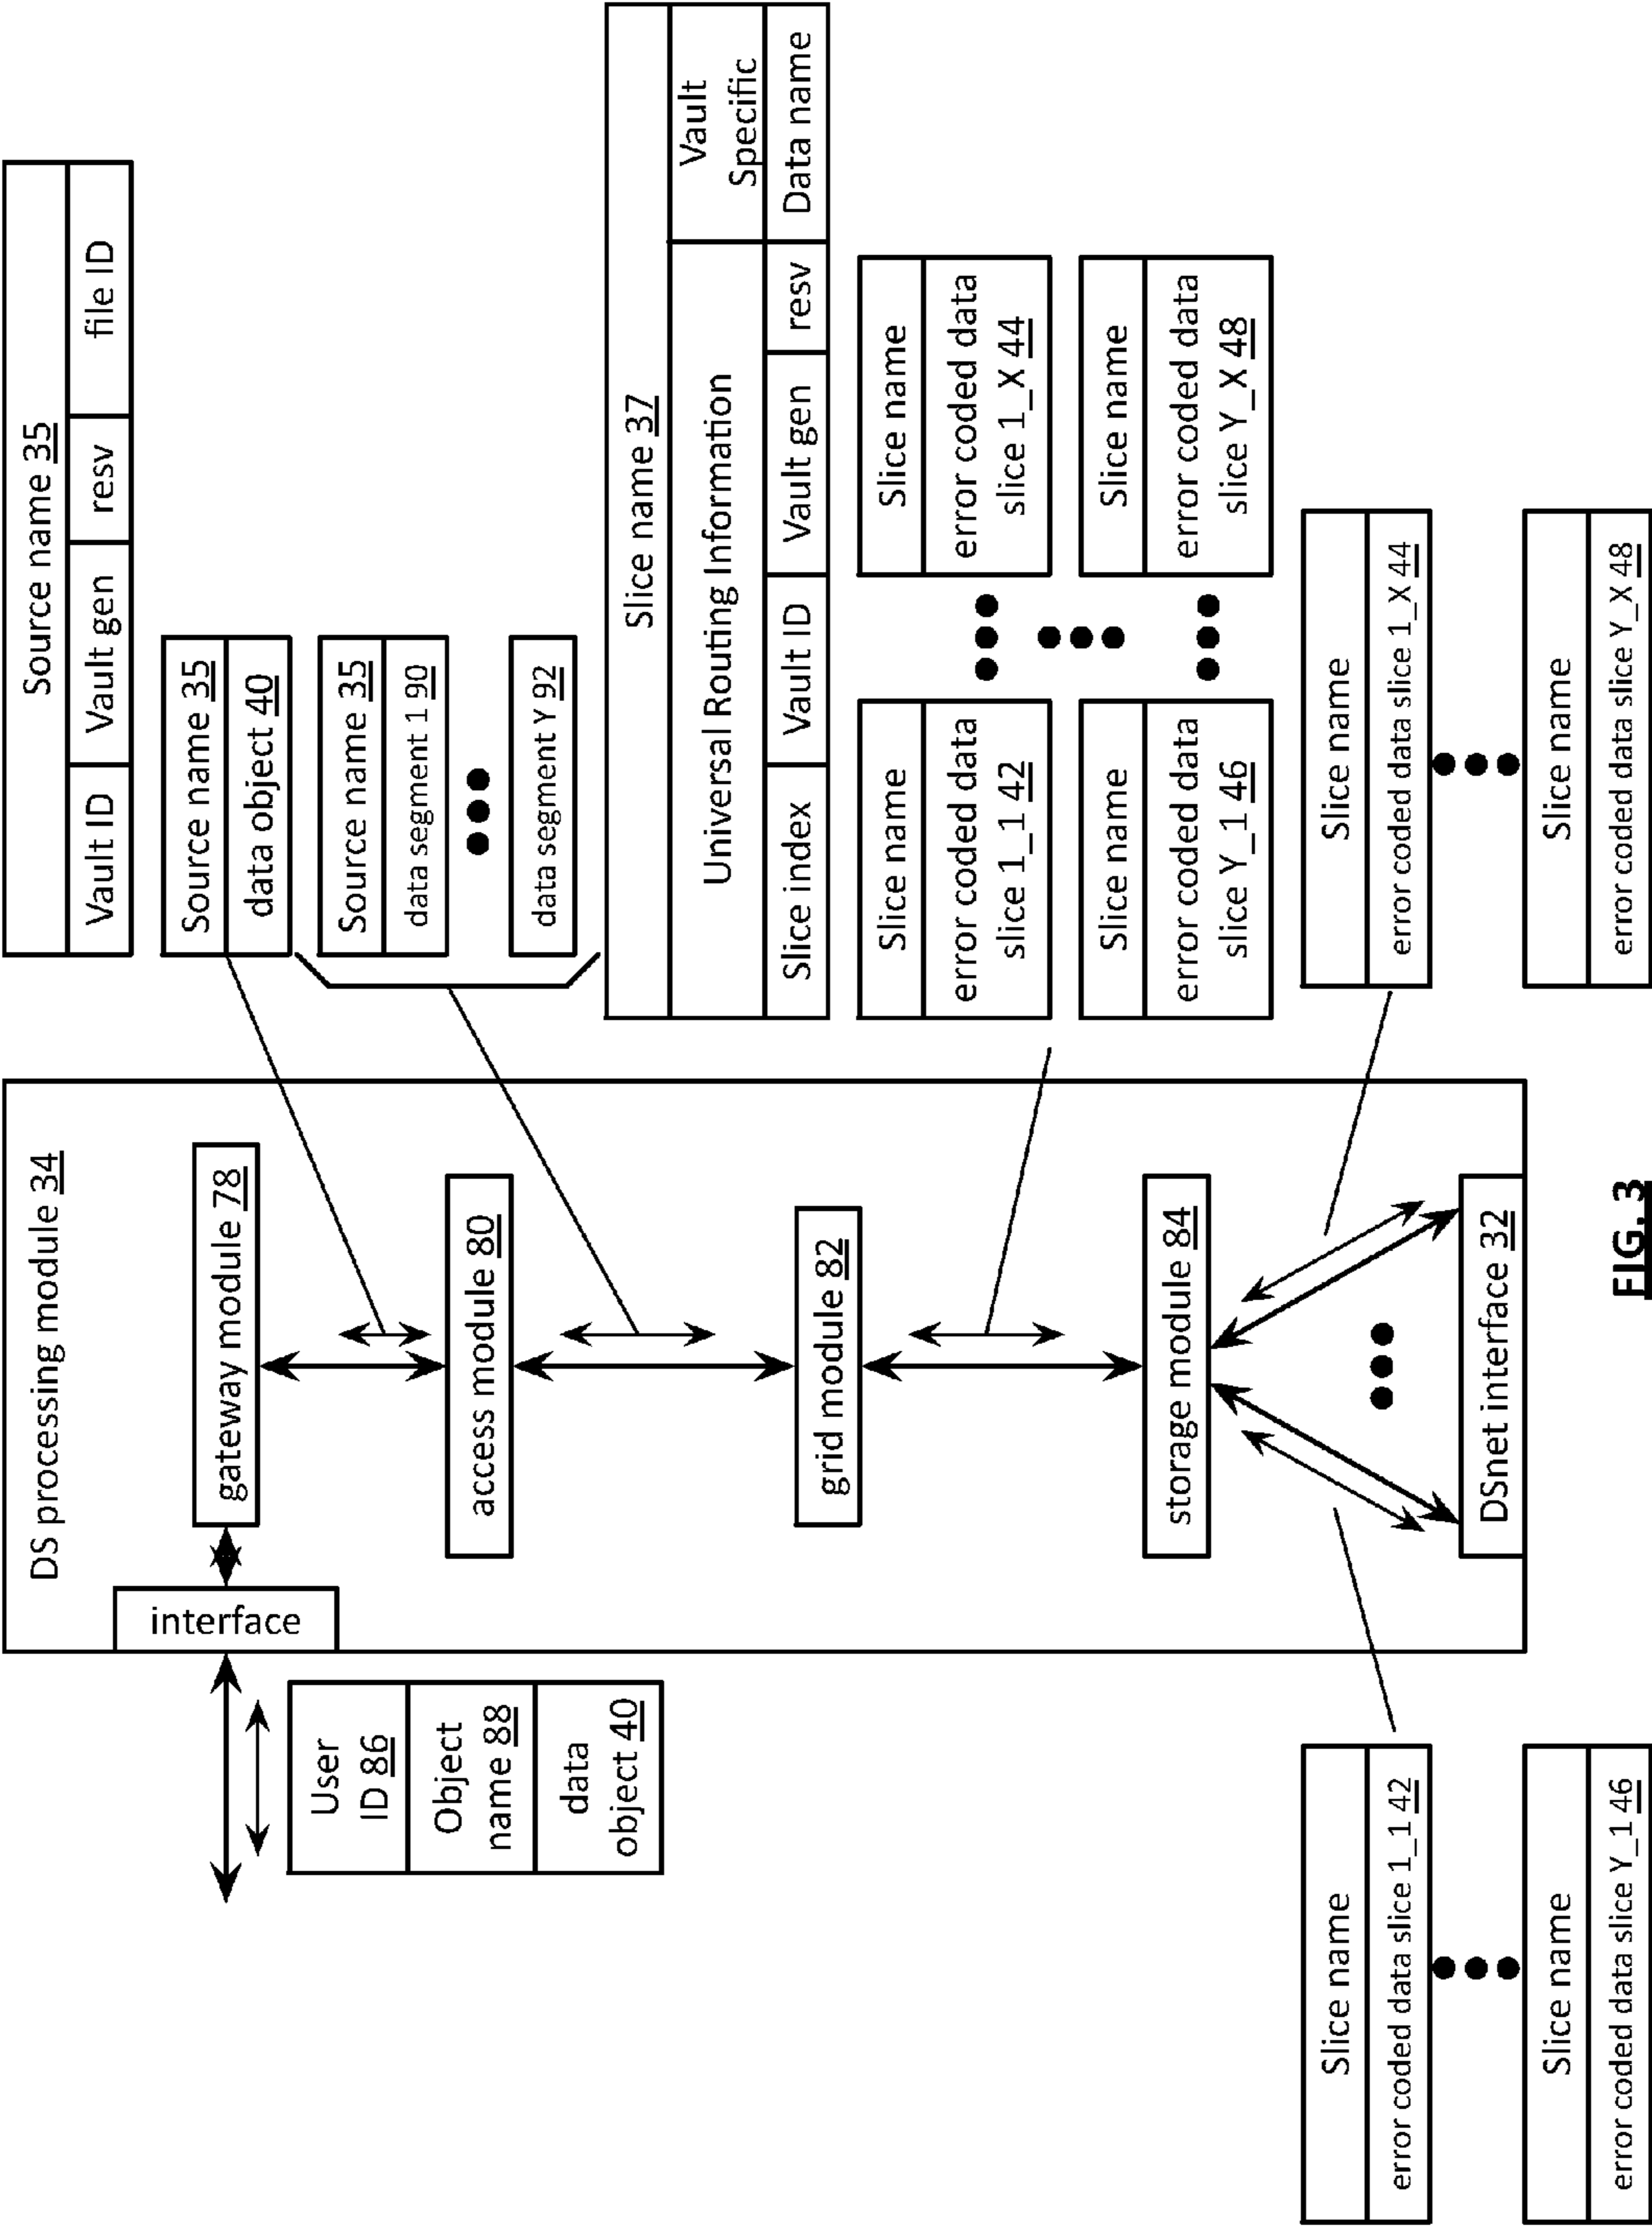 DS processing module 34
interface
gateway module 78
access module 80
grid module 82
storage module 84
DSnet interface 32
User
ID 86
Object
name 88
data
object 40
Source name 35
Vault ID
Vault gen
resv
file ID
Source name 35
data object 40
Source name 35
data segment 1 90
data segment Y 92
Slice name 37
Universal Routing Information
Vault
Specific
Slice index
Vault ID
Vault gen
resv
Data name
Slice name
error coded data
slice 1_1 42
Slice name
error coded data
slice 1_X 44
Slice name
error coded data
slice Y_1 46
Slice name
error coded data
slice Y_X 48
Slice name
error coded data slice 1_1 42
Slice name
error coded data slice Y_1 46
Slice name
error coded data slice 1_X 44
Slice name
error coded data slice Y_X 48
FIG. 3